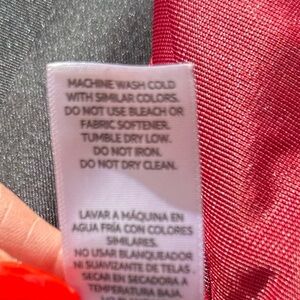 MACHINE WASH COLD
WITH SIMILAR COLORS.
DO NOT USE BLEACH OR
FABRIC SOFTENER.
TUMBLE DRY LOW.
DO NOT IRON.
DO NOT DRY CLEAN.
LAVAR A MÁQUINA EN
AGUA FRÍA CON COLORES
SIMILARES.
NO USAR BLANQUEADOR
NI SUAVIZANTE DE TELAS.
SECAR EN SECADORA A
TEMPERATURA BAJA